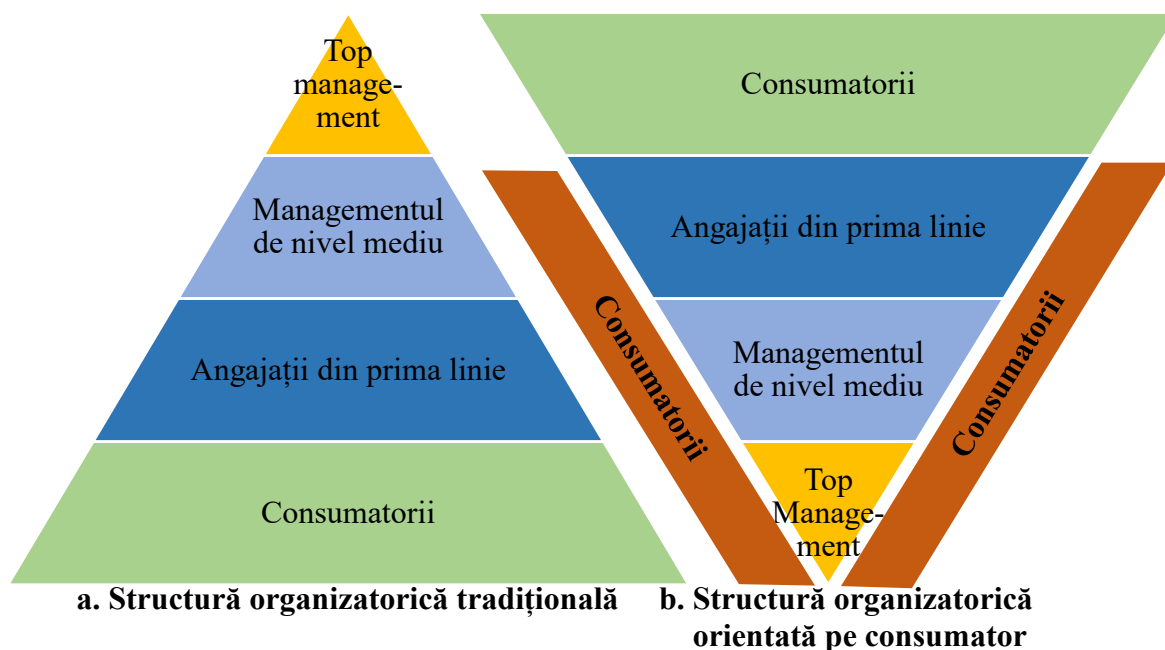 Top
manage-
ment
Managementul
de nivel mediu
Angajații din prima linie
Consumatorii
a. Structură organizatorică tradițională
Consumatorii
Angajații din prima linie
Managementul
de nivel mediu
Top
Manage-
ment
Consumatorii
Consumatorii
b. Structură organizatorică
orientată pe consumator